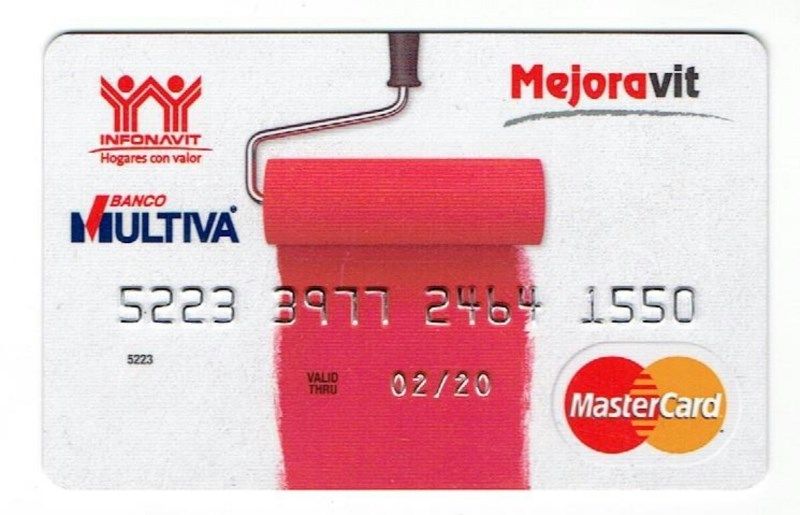 INFONAVIT
Hogares con valor
Mejoravit
BANCO
MULTIVA
5223 3977 2464 1550
5223
VALID
THRU
02/20
MasterCard